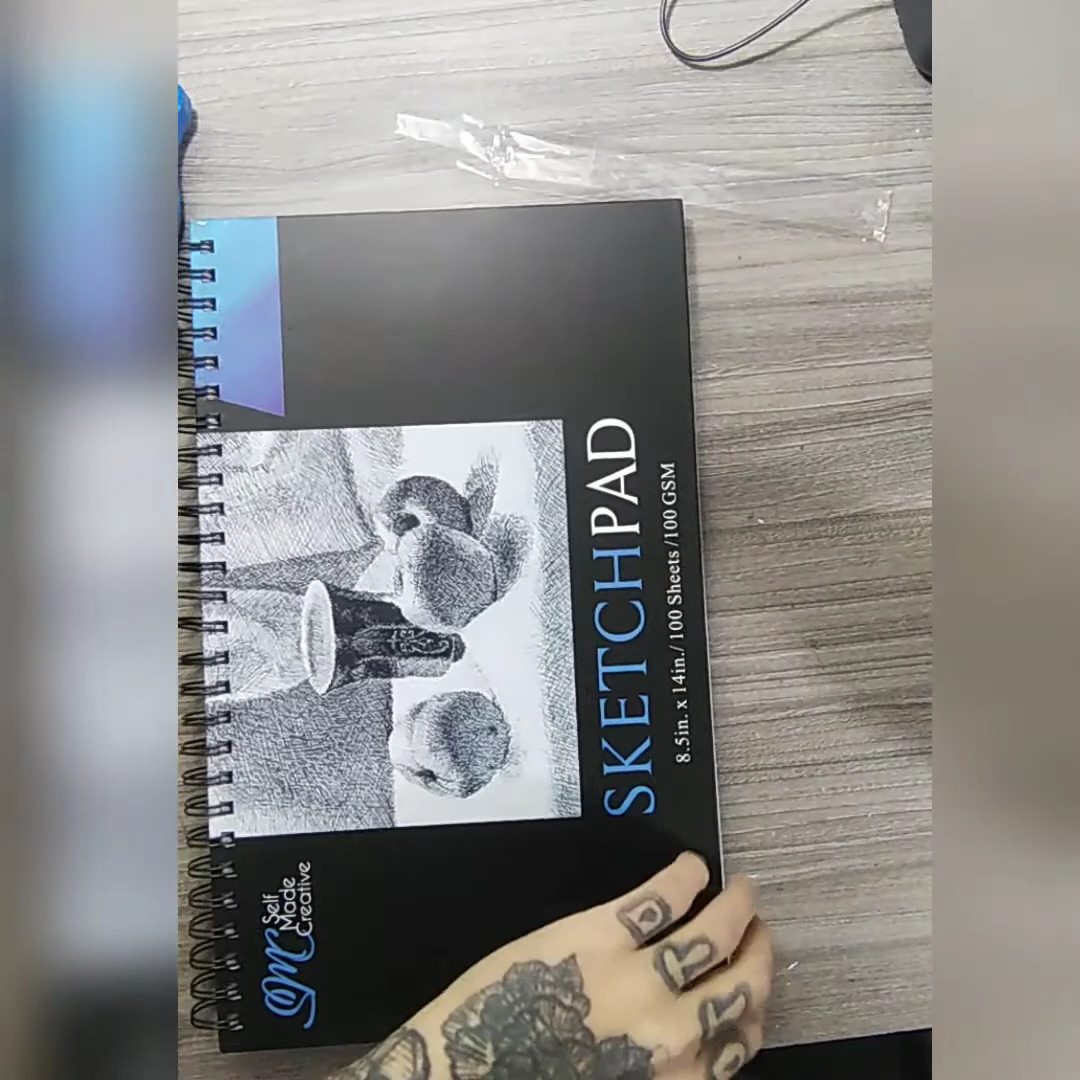 Self
Made
Creative
SKETCHPAD
8.5in. x 14in./ 100 Sheets /100 GSM